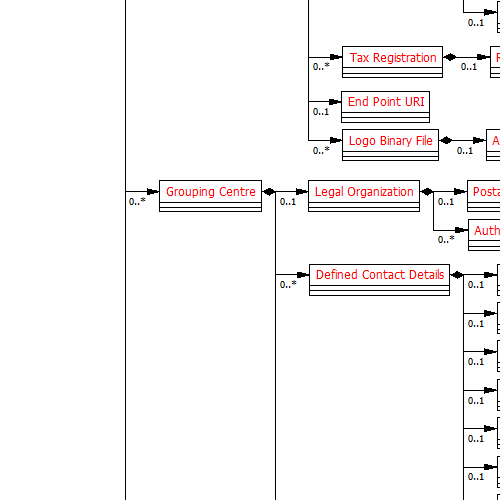 0..1
Tax Registration
R
0..*
0..1
End Point URI
0..1
Logo Binary File
A
0..*
0..1
Grouping Centre
Legal Organization
Posta
0..*
0..1
0..1
Auth
0..*
Defined Contact Details
0..*
0..1
0..1
0..1
0..1
0..1
0..1